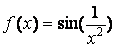 f(x) = sin(1/x²)